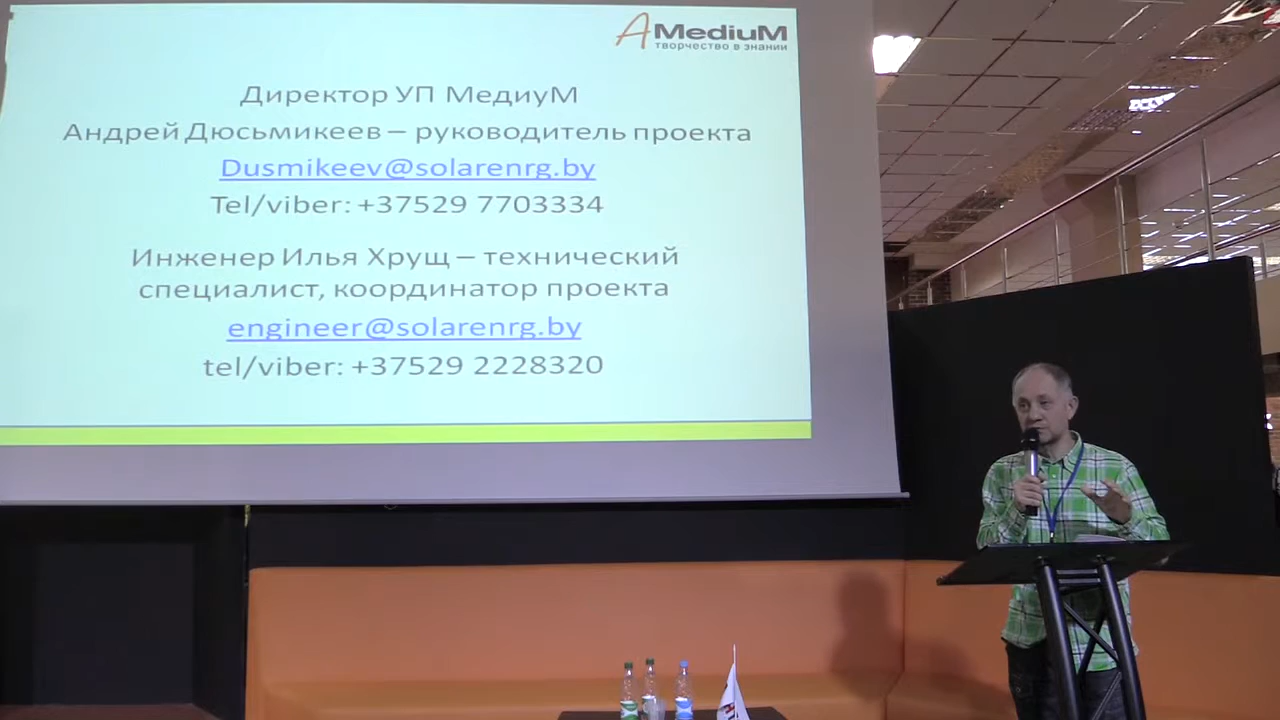 AMediuM
творчество в знании
Директор УП МедиуМ
Андрей Дюсьмикеев – руководитель проекта
Dusmikeev@solarenrg.by
Tel/viber: +37529 7703334
Инженер Илья Хрущ – технический
специалист, координатор проекта
engineer@solarenrg.by
tel/viber: +37529 2228320